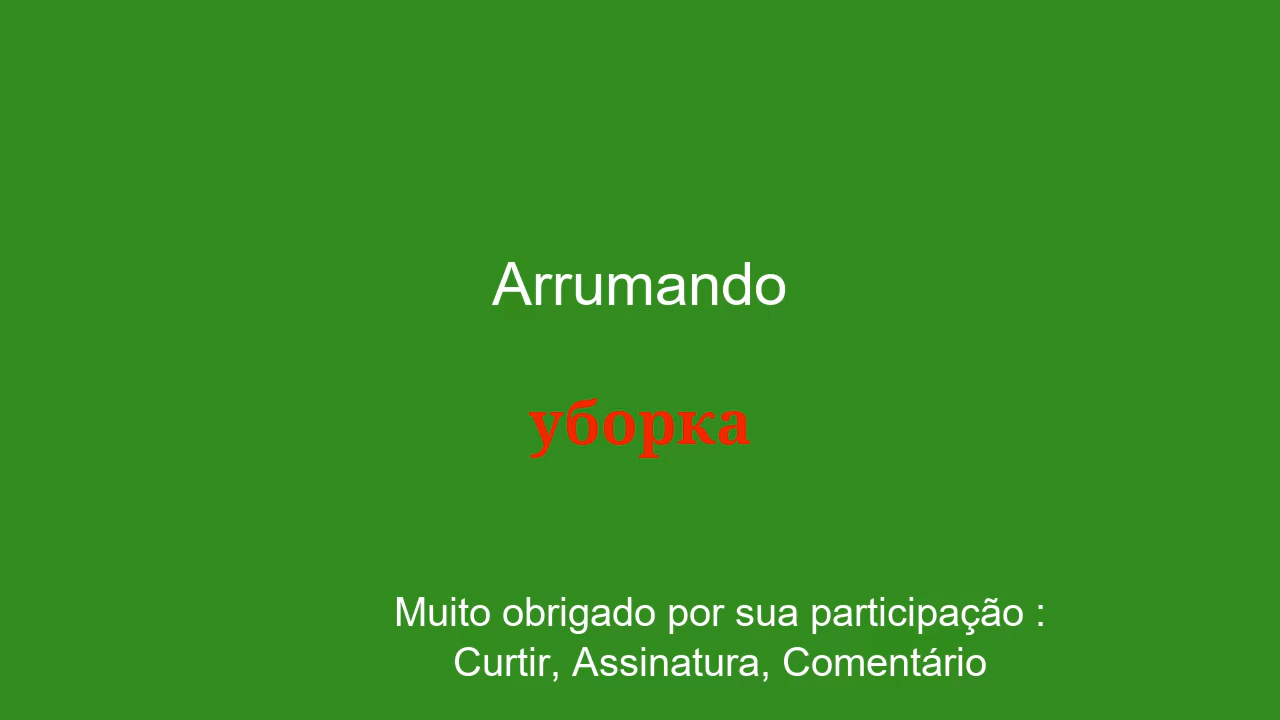 Arrumando
уборка
Muito obrigado por sua participação :
Curtir, Assinatura, Comentário